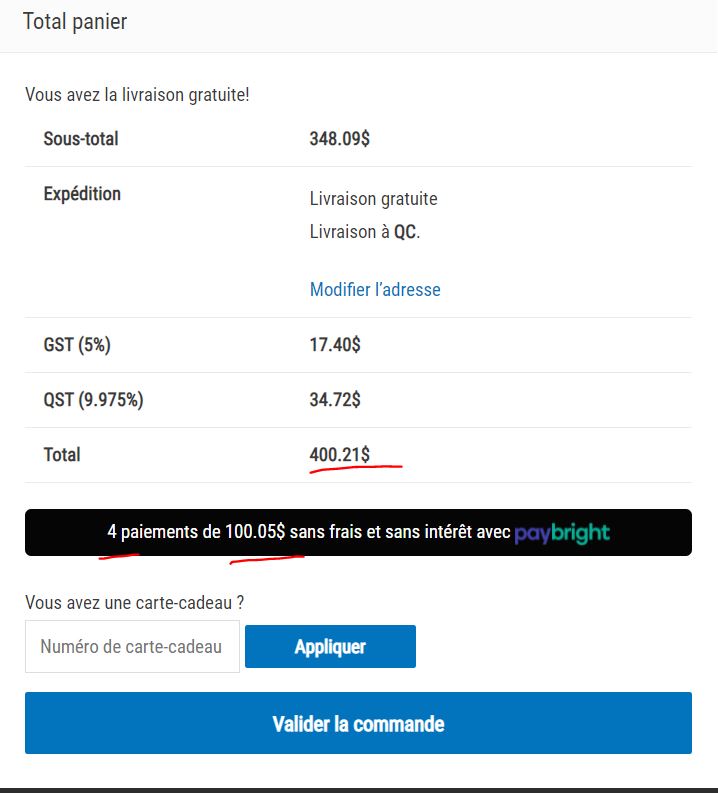 Total panier
Vous avez la livraison gratuite!
Sous-total 348.09$
Expédition Livraison gratuite
Livraison à QC.
Modifier l'adresse
GST (5%) 17.40$
QST (9.975%) 34.72$
Total 400.21$
4 paiements de 100.05$ sans frais et sans intérêt avec paybright
Vous avez une carte-cadeau ?
Numéro de carte-cadeau Appliquer
Valider la commande